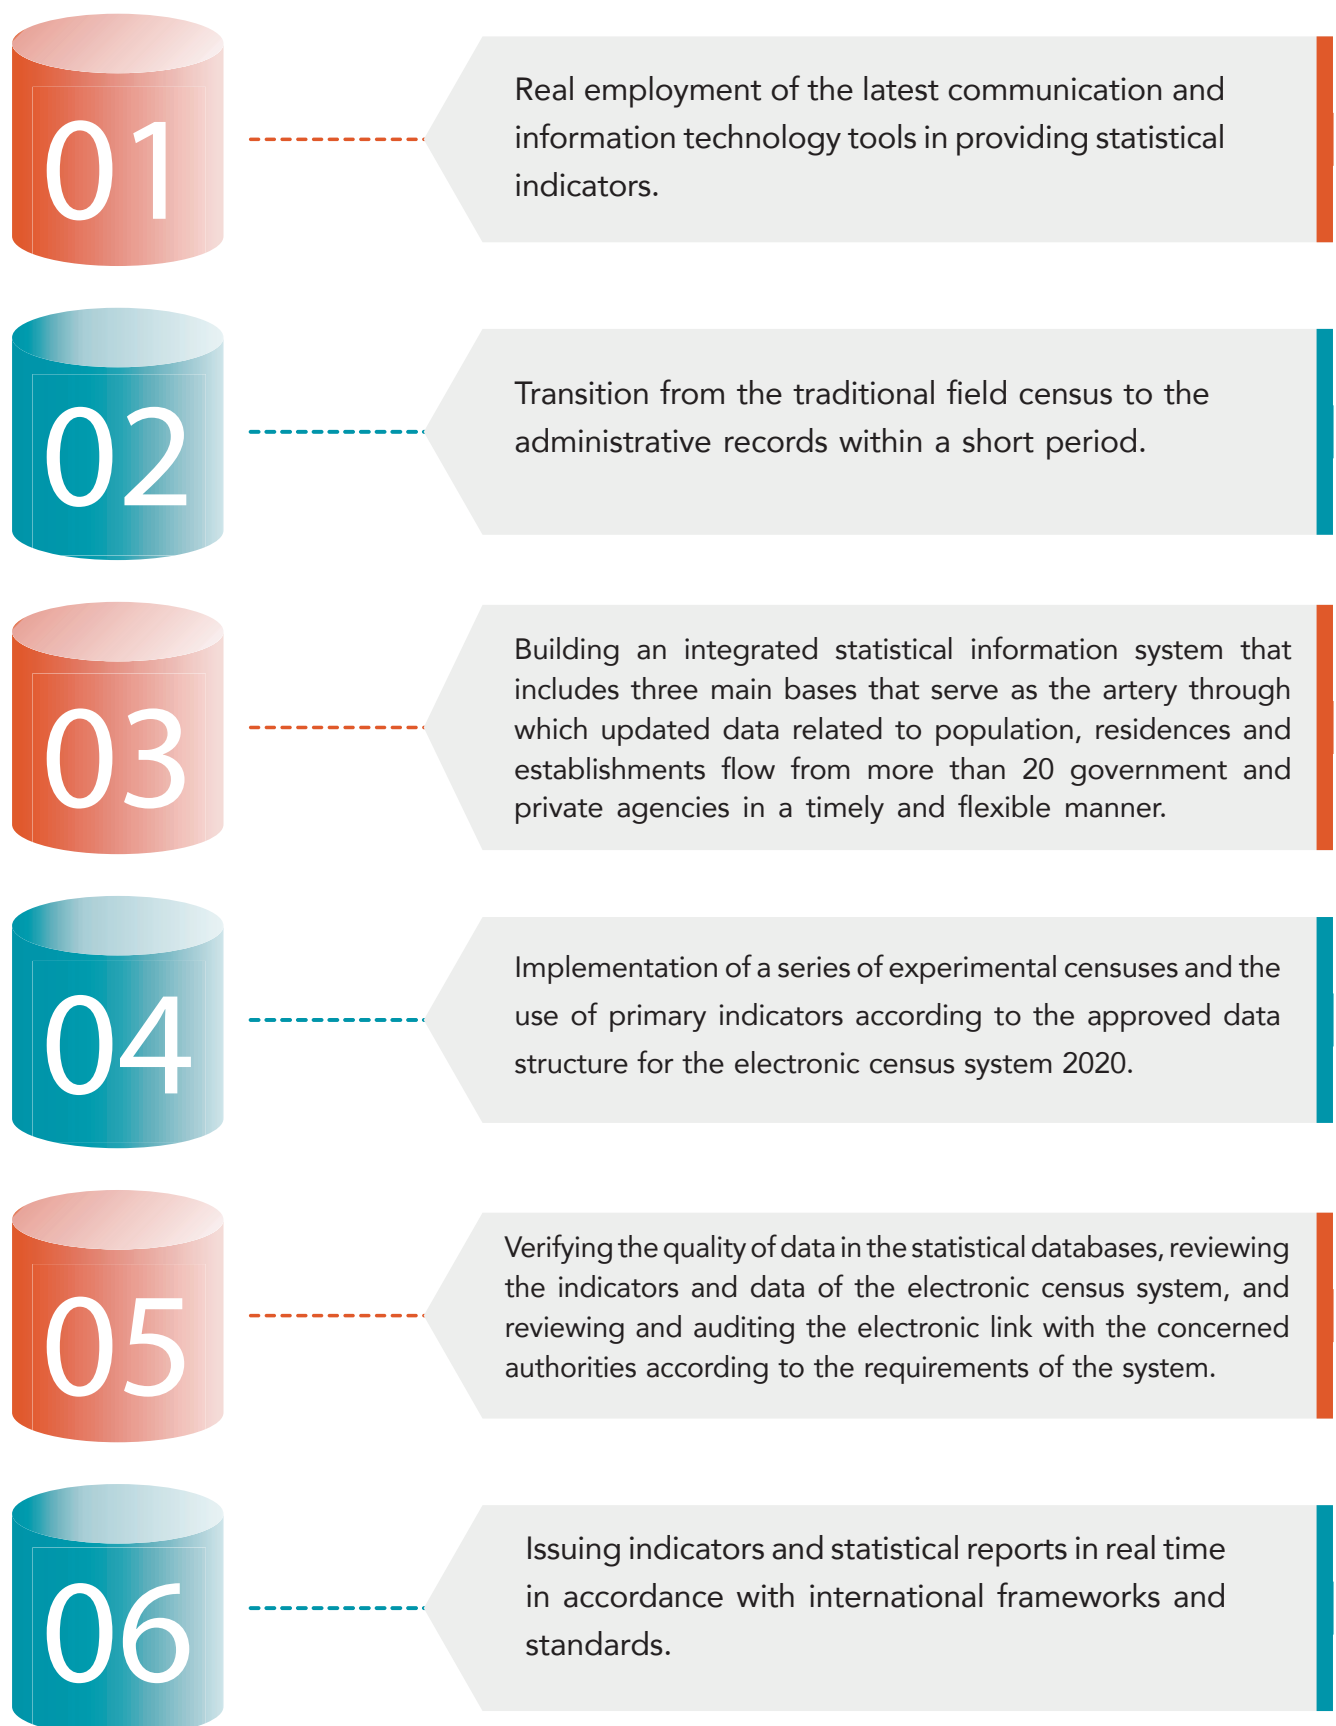 01
Real employment of the latest communication and
information technology tools in providing statistical
indicators.
02
Transition from the traditional field census to the
administrative records within a short period.
03
Building an integrated statistical information system that
includes three main bases that serve as the artery through
which updated data related to population, residences and
establishments flow from more than 20 government and
private agencies in a timely and flexible manner.
04
Implementation of a series of experimental censuses and the
use of primary indicators according to the approved data
structure for the electronic census system 2020.
05
Verifying the quality of data in the statistical databases, reviewing
the indicators and data of the electronic census system, and
reviewing and auditing the electronic link with the concerned
authorities according to the requirements of the system.
06
Issuing indicators and statistical reports in real time
in accordance with international frameworks and
standards.